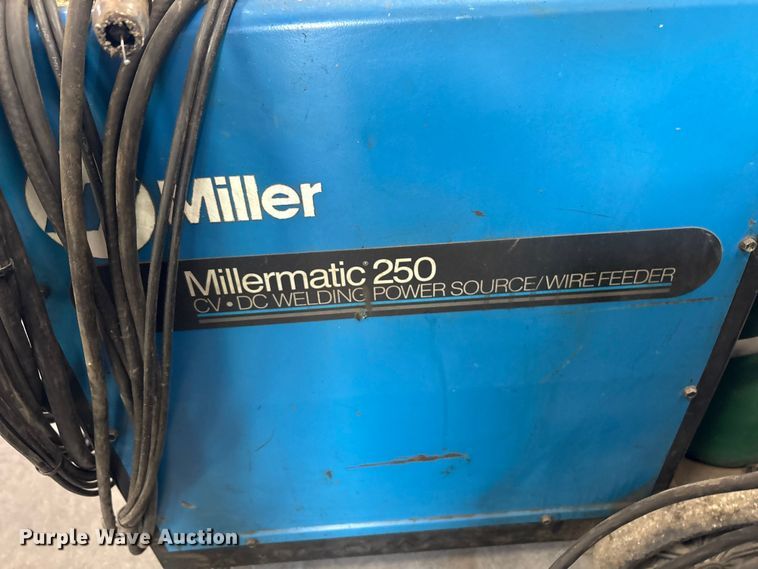 Miller
Millermatic® 250
CV • DC WELDING POWER SOURCE/WIRE FEEDER
Purple Wave Auction